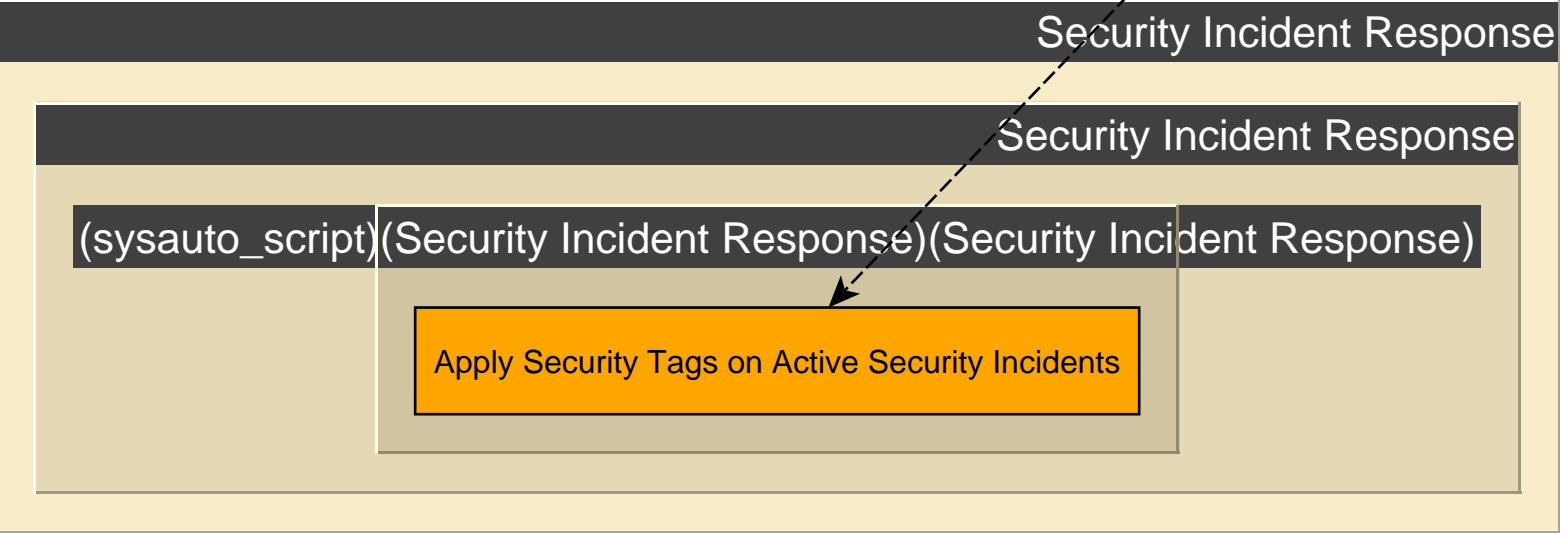 Security Incident Response
Security Incident Response
(sysauto_script)(Security Incident Response)(Security Incident Response)
Apply Security Tags on Active Security Incidents